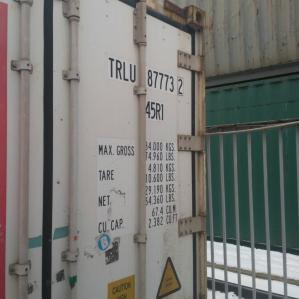 TRLU 87773 2
45R1
MAX. GROSS 34.000 KGS.
74.960 LBS.
TARE 4.810 KGS.
10.600 LBS.
NET. 29.190 KGS.
64.360 LBS.
CU. CAP. 67.4 CU.M
2.382 CU.FT
CAUTION